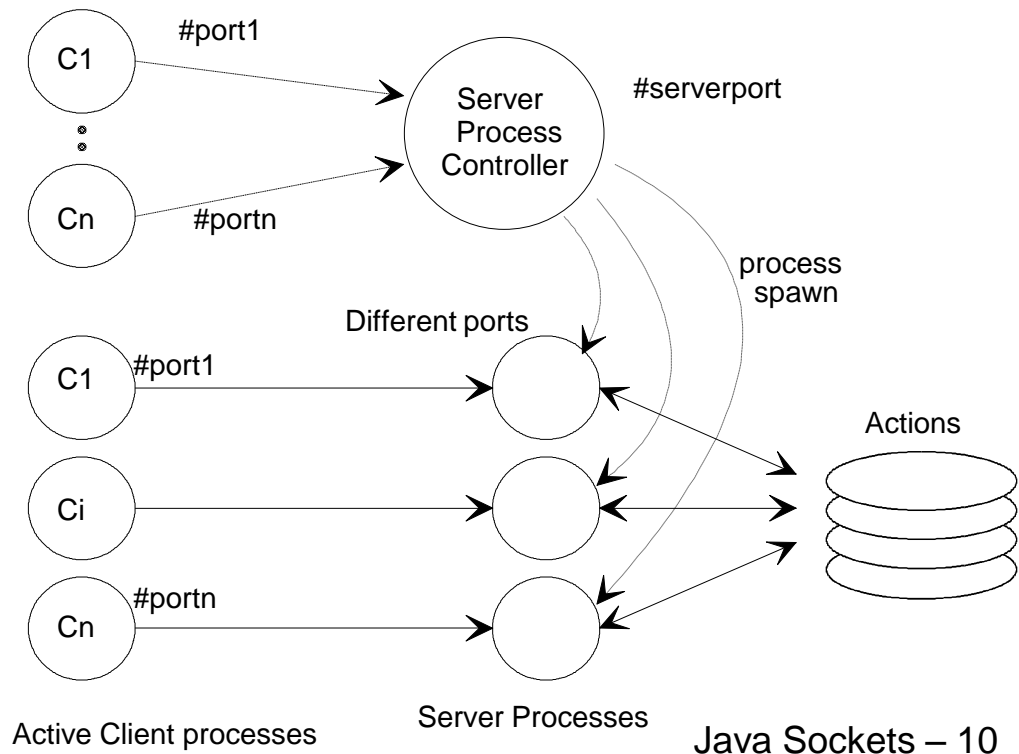 #port1
C1
#serverport
Server
Process
Controller
Cn
#portn
process
spawn
Different ports
C1
#port1
Actions
Ci
#portn
Cn
Server Processes
Active Client processes
Java Sockets – 10